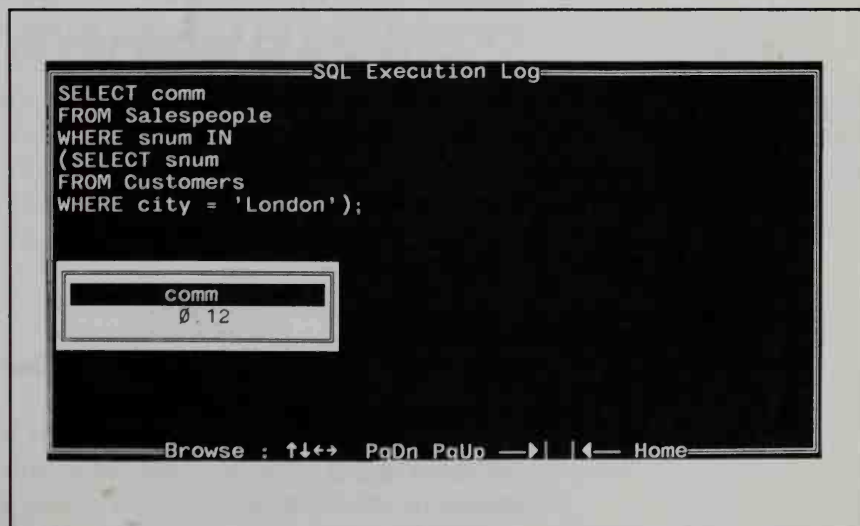 SQL Execution Log
SELECT comm
FROM Salespeople
WHERE snum IN
(SELECT snum
FROM Customers
WHERE city = 'London');
comm
0.12
Browse : ↑↓←→ PgDn PgUp —▶| |◀— Home